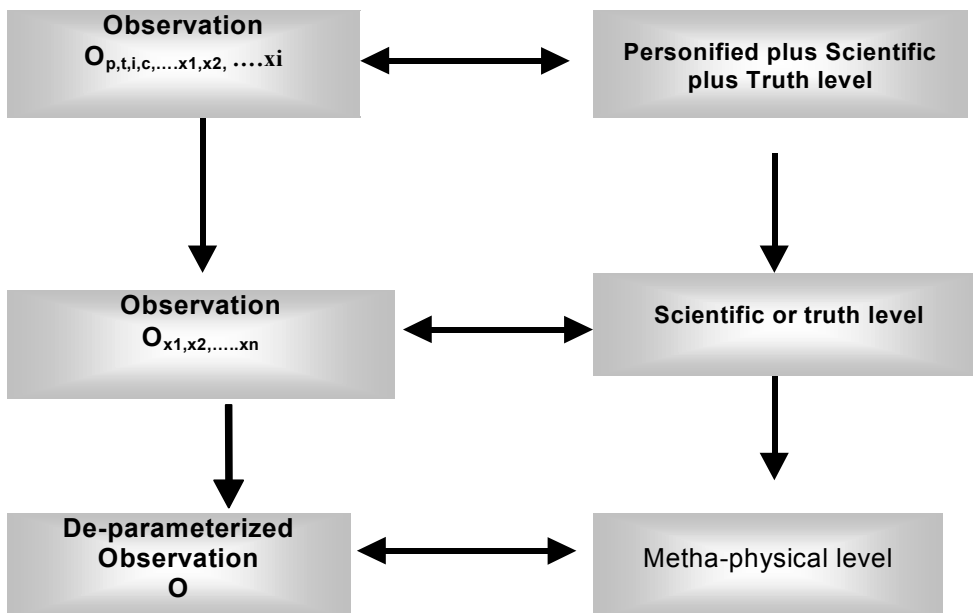 Observation
Op,t,i,c,....x1,x2, ....xi
Personified plus Scientific
plus Truth level
Observation
Ox1,x2,.....xn
Scientific or truth level
De-parameterized
Observation
O
Metha-physical level